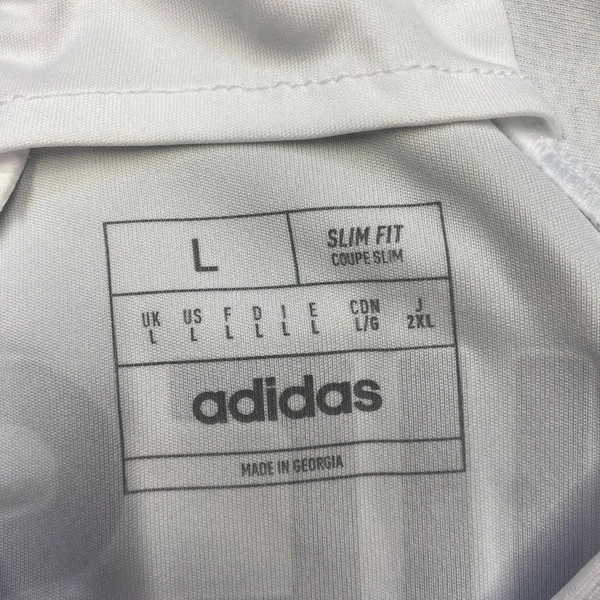 L
SLIM FIT
COUPE SLIM
UK US F D I E CDN J
L L L L L L L/G 2XL
adidas
MADE IN GEORGIA